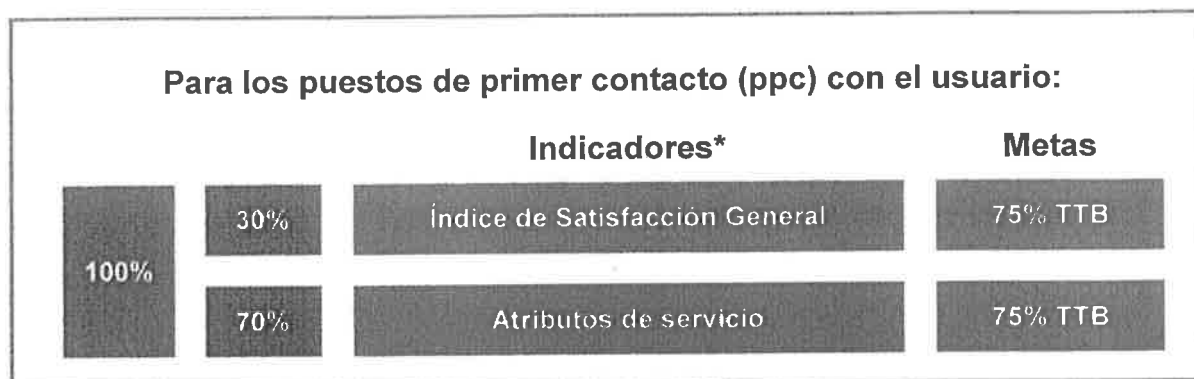 Para los puestos de primer contacto (ppc) con el usuario:
Indicadores* Metas
30% Índice de Satisfacción General 75% TTB
100%
70% Atributos de servicio 75% TTB